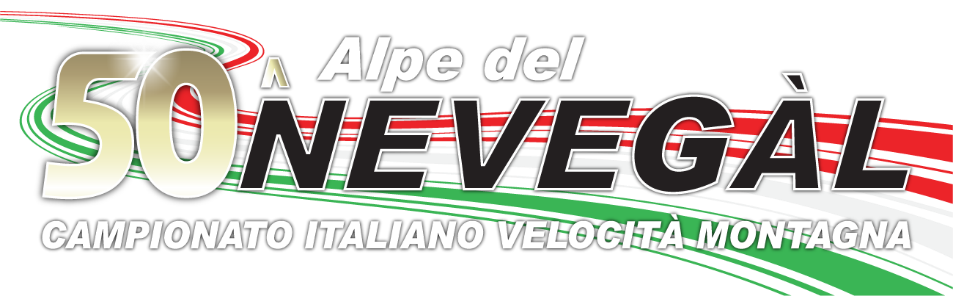 50^ Alpe del
NEVEGÀL
CAMPIONATO ITALIANO VELOCITÀ MONTAGNA